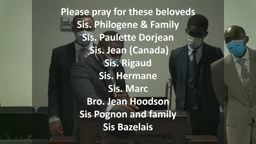 Please pray for these beloveds
Sis. Philogene & Family
Sis. Paulette Dorjean
Sis. Jean (Canada)
Sis. Rigaud
Sis. Hermane
Sis. Marc
Bro. Jean Hoodson
Sis Pognon and family
Sis Bazelais